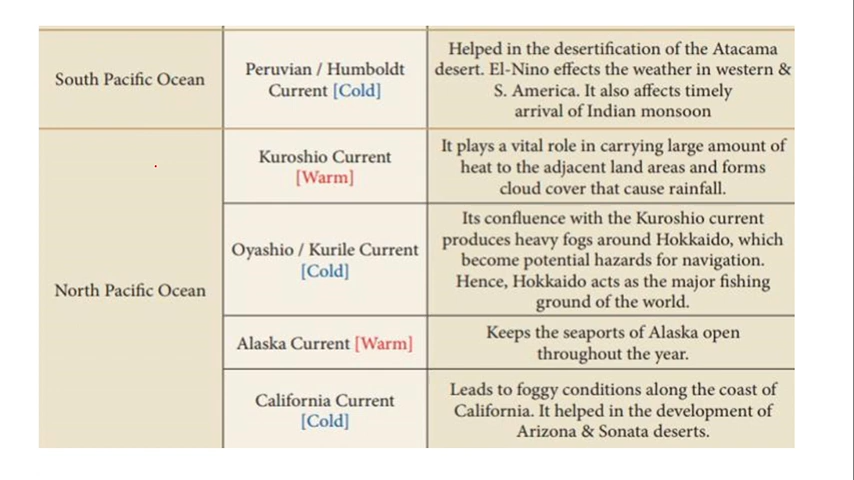 South Pacific Ocean
Peruvian / Humboldt
Current [Cold]
Helped in the desertification of the Atacama
desert. El-Nino effects the weather in western &
S. America. It also affects timely
arrival of Indian monsoon
North Pacific Ocean
Kuroshio Current
[Warm]
It plays a vital role in carrying large amount of
heat to the adjacent land areas and forms
cloud cover that cause rainfall.
Oyashio / Kurile Current
[Cold]
Its confluence with the Kuroshio current
produces heavy fogs around Hokkaido, which
become potential hazards for navigation.
Hence, Hokkaido acts as the major fishing
ground of the world.
Alaska Current [Warm]
Keeps the seaports of Alaska open
throughout the year.
California Current
[Cold]
Leads to foggy conditions along the coast of
California. It helped in the development of
Arizona & Sonata deserts.